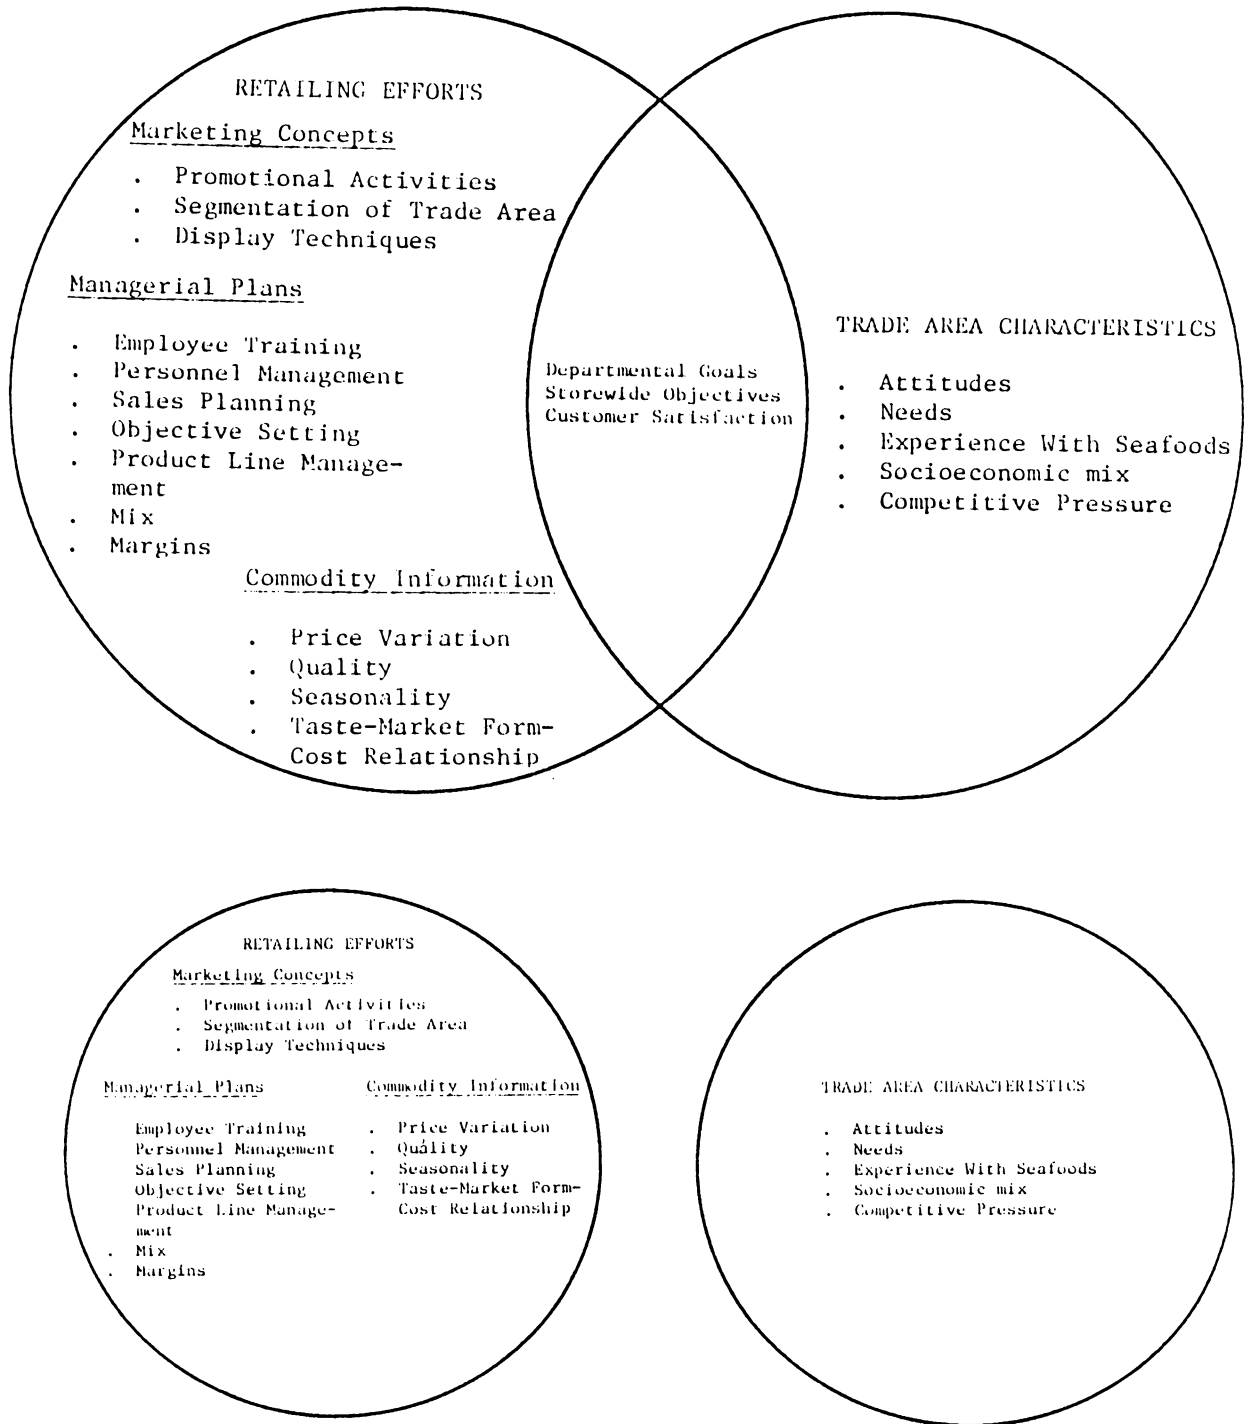 RETAILING EFFORTS
Marketing Concepts
. Promotional Activities
. Segmentation of Trade Area
. Display Techniques
Managerial Plans
. Employee Training
. Personnel Management
. Sales Planning
. Objective Setting
. Product Line Manage-
ment
. Mix
. Margins
Commodity Information
. Price Variation
. Quality
. Seasonality
. Taste-Market Form-
Cost Relationship
Departmental Goals
Storewide Objectives
Customer Satisfaction
TRADE AREA CHARACTERISTICS
. Attitudes
. Needs
. Experience With Seafoods
. Socioeconomic mix
. Competitive Pressure
RETAILING EFFORTS
Marketing Concepts
. Promotional Activities
. Segmentation of Trade Area
. Display Techniques
Managerial Plans
Employee Training
Personnel Management
Sales Planning
Objective Setting
Product Line Manage-
ment
. Mix
. Margins
Commodity Information
. Price Variation
. Quality
. Seasonality
. Taste-Market Form-
Cost Relationship
TRADE AREA CHARACTERISTICS
. Attitudes
. Needs
. Experience With Seafoods
. Socioeconomic mix
. Competitive Pressure